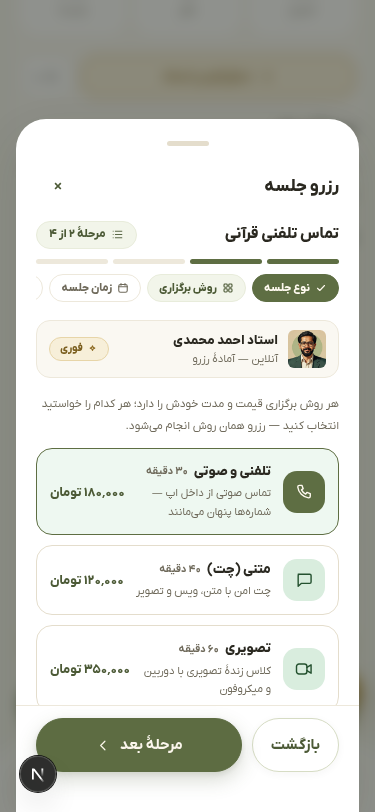 رزرو جلسه
×
تماس تلفنی قرآنی
مرحلهٔ ۲ از ۴
نوع جلسه
روش برگزاری
زمان جلسه
استاد احمد محمدی
آنلاین — آمادهٔ رزرو
فوری
هر روش برگزاری قیمت و مدت خودش را دارد؛ هر کدام را خواستید
انتخاب کنید — رزرو همان روش انجام می‌شود.
تلفنی و صوتی ۳۰ دقیقه
تماس صوتی از داخل اپ —
شماره‌ها پنهان می‌مانند
۱۸۰٬۰۰۰ تومان
متنی (چت) ۴۰ دقیقه
چت امن با متن، ویس و تصویر
۱۲۰٬۰۰۰ تومان
تصویری ۶۰ دقیقه
کلاس زندهٔ تصویری با دوربین
و میکروفون
۳۵۰٬۰۰۰ تومان
بازگشت
مرحلهٔ بعد
N